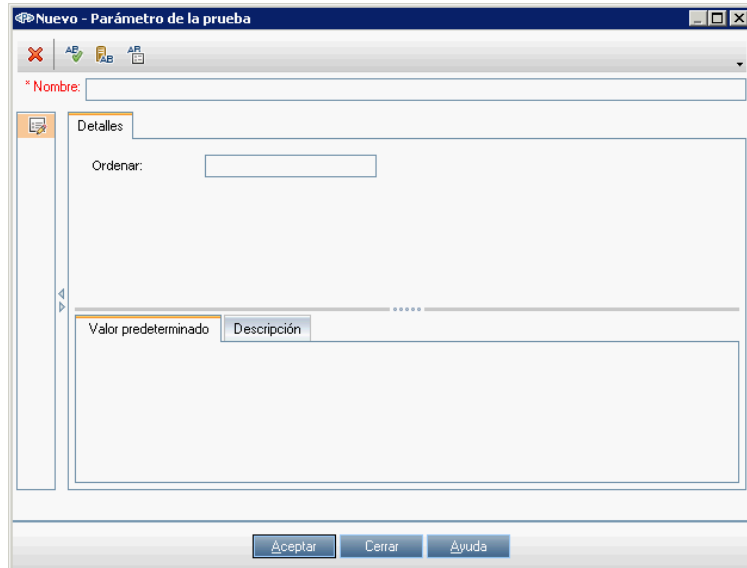 Nuevo - Parámetro de la prueba
* Nombre:
Detalles
Ordenar:
Valor predeterminado Descripción
Aceptar Cerrar Ayuda